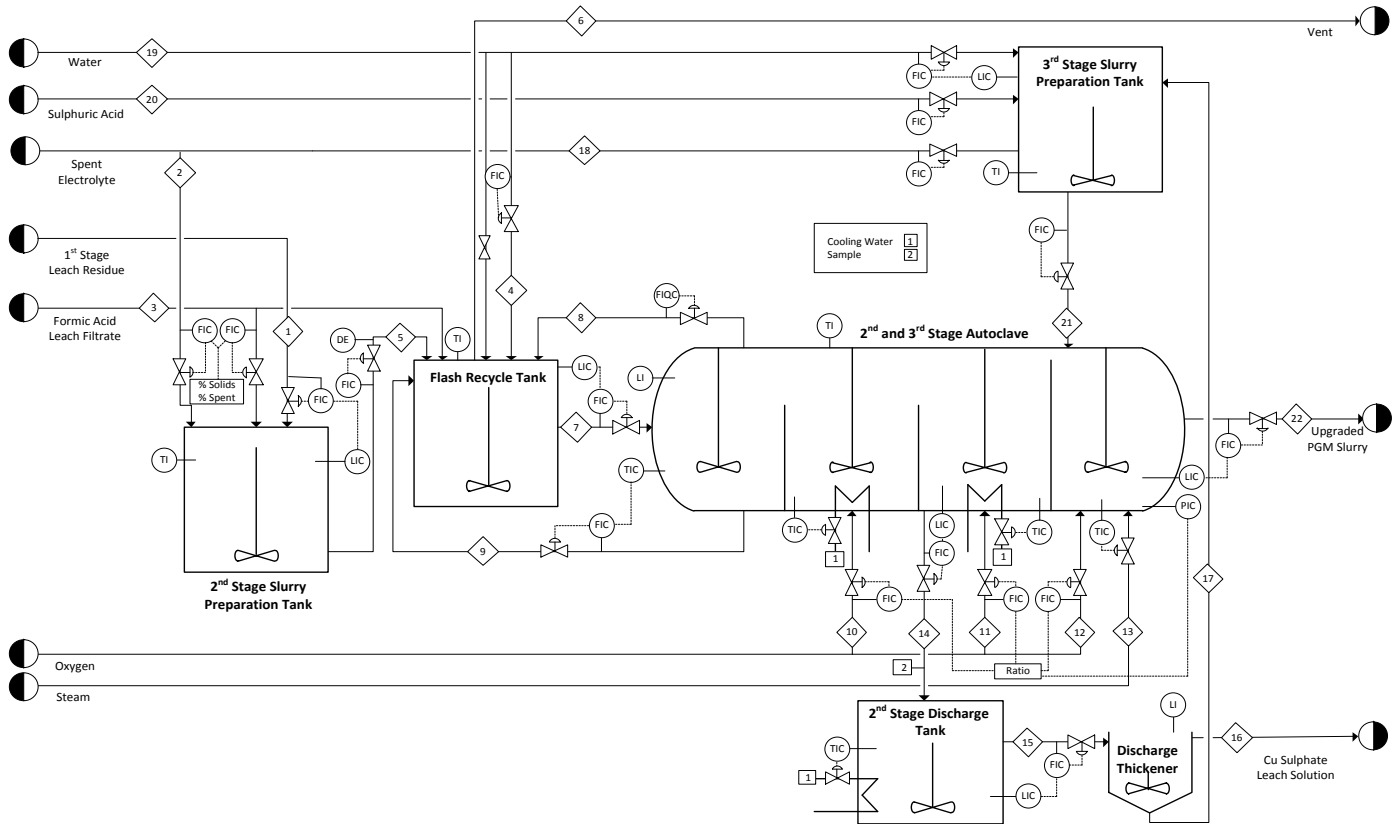 6
Vent
19
Water
3rd Stage Slurry
Preparation Tank
FIC
LIC
20
Sulphuric Acid
FIC
18
Spent
Electrolyte
2
FIC
TI
FIC
1st Stage
Leach Residue
Cooling Water 1
Sample 2
FIC
4
3
Formic Acid
Leach Filtrate
FIC
FIC
1
DE
5
TI
8
FIQC
TI
2nd and 3rd Stage Autoclave
21
% Solids
% Spent
FIC
FIC
Flash Recycle Tank
LIC
FIC
LI
7
22
Upgraded
PGM Slurry
FIC
TI
LIC
TIC
LIC
PIC
FIC
9
TIC
1
LIC
FIC
TIC
1
TIC
2nd Stage Slurry
Preparation Tank
FIC
FIC
FIC
17
10
14
11
12
13
Oxygen
2
Ratio
Steam
2nd Stage Discharge
Tank
LI
TIC
15
16
Discharge
Thickener
Cu Sulphate
Leach Solution
FIC
1
LIC